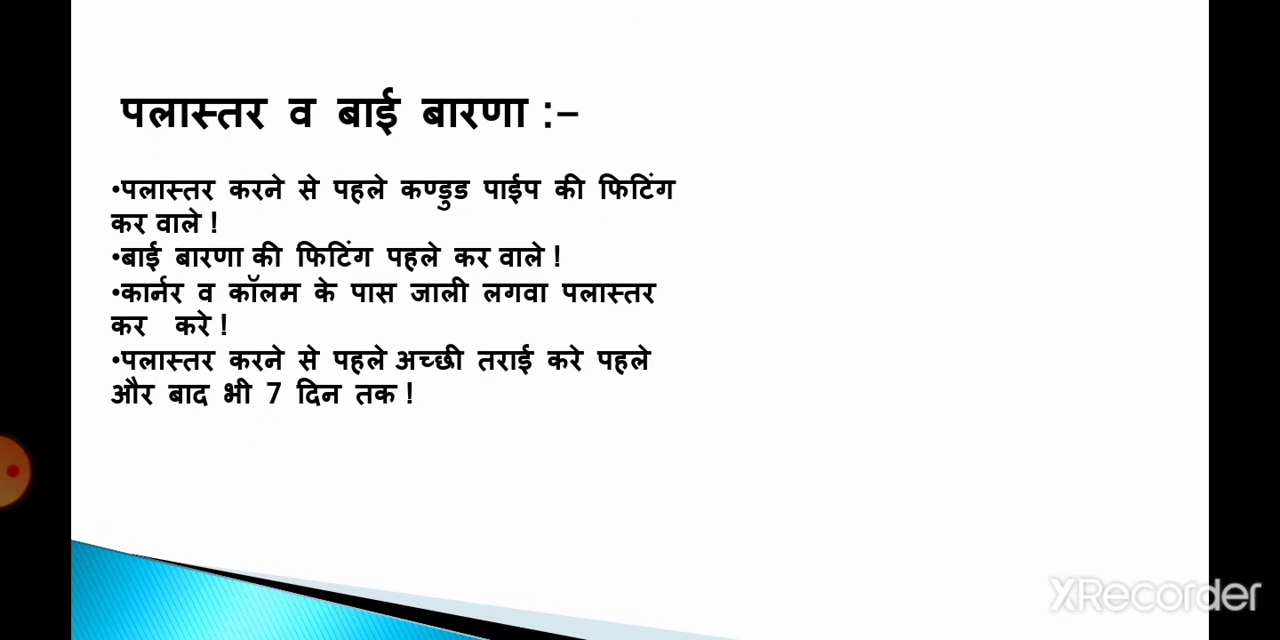 पलास्तर व बाई बारणा :–
•पलास्तर करने से पहले कण्डुड पाईप की फिटिंग
कर वाले !
•बाई बारणा की फिटिंग पहले कर वाले !
•कार्नर व कॉलम के पास जाली लगवा पलास्तर
कर करे !
•पलास्तर करने से पहले अच्छी तराई करे पहले
और बाद भी 7 दिन तक !
XRecorder